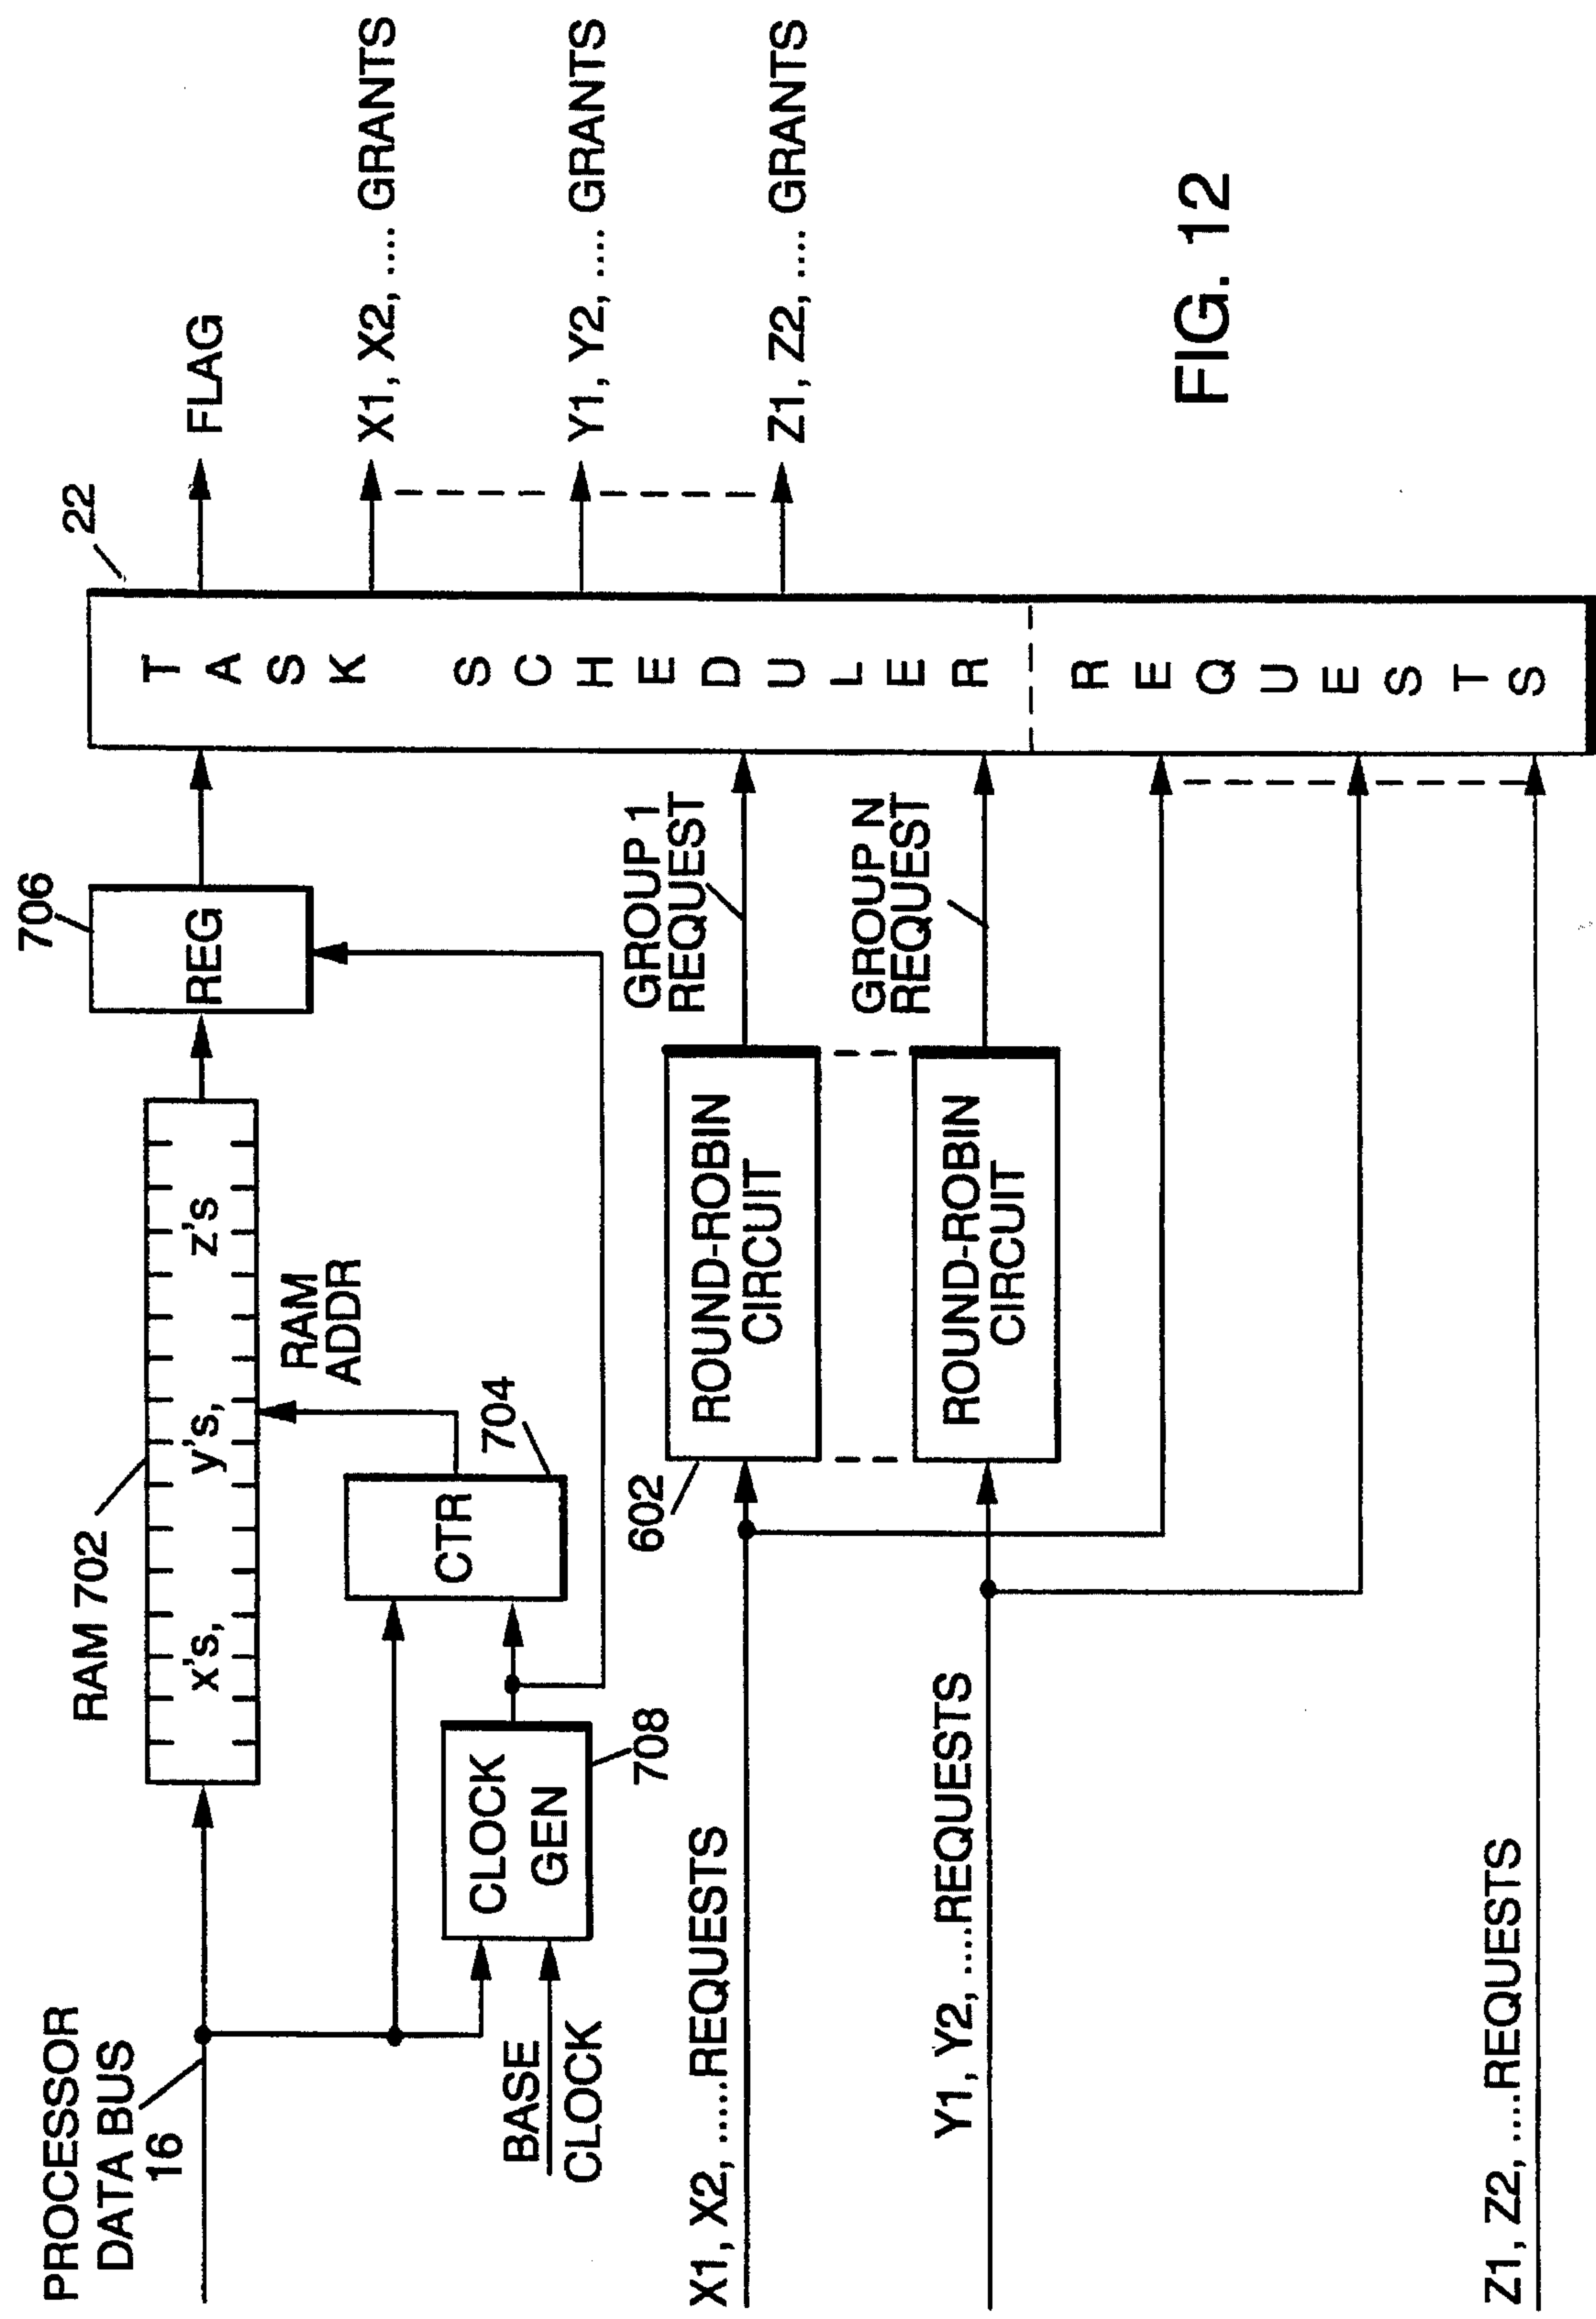 PROCESSOR
DATA BUS
16
RAM 702
x's, y's, z's
RAM
ADDR
706
REG
22
FLAG
X1, X2, .... GRANTS
Y1, Y2, .... GRANTS
Z1, Z2, .... GRANTS
TASK SCHEDULER
REQUESTS
CTR
704
CLOCK
GEN
708
BASE
CLOCK
X1, X2, ......REQUESTS
602
ROUND-ROBIN
CIRCUIT
GROUP 1
REQUEST
Y1, Y2, .....REQUESTS
ROUND-ROBIN
CIRCUIT
GROUP N
REQUEST
Z1, Z2, .....REQUESTS
FIG. 12